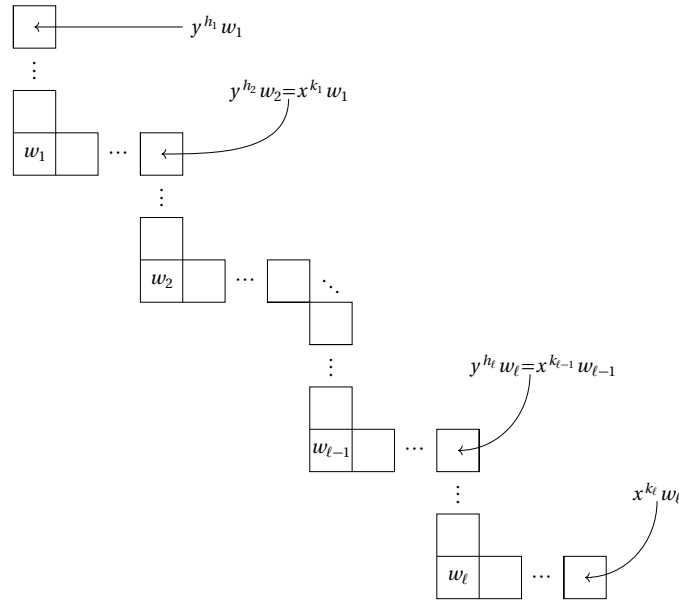 y^{h_1} w_1
⋮
y^{h_2} w_2=x^{k_1} w_1
w_1 ⋯
⋮
w_2 ⋯ ⋱
⋮
y^{h_ℓ} w_ℓ=x^{k_{ℓ−1}} w_{ℓ−1}
w_{ℓ−1} ⋯
⋮
x^{k_ℓ} w_ℓ
w_ℓ ⋯